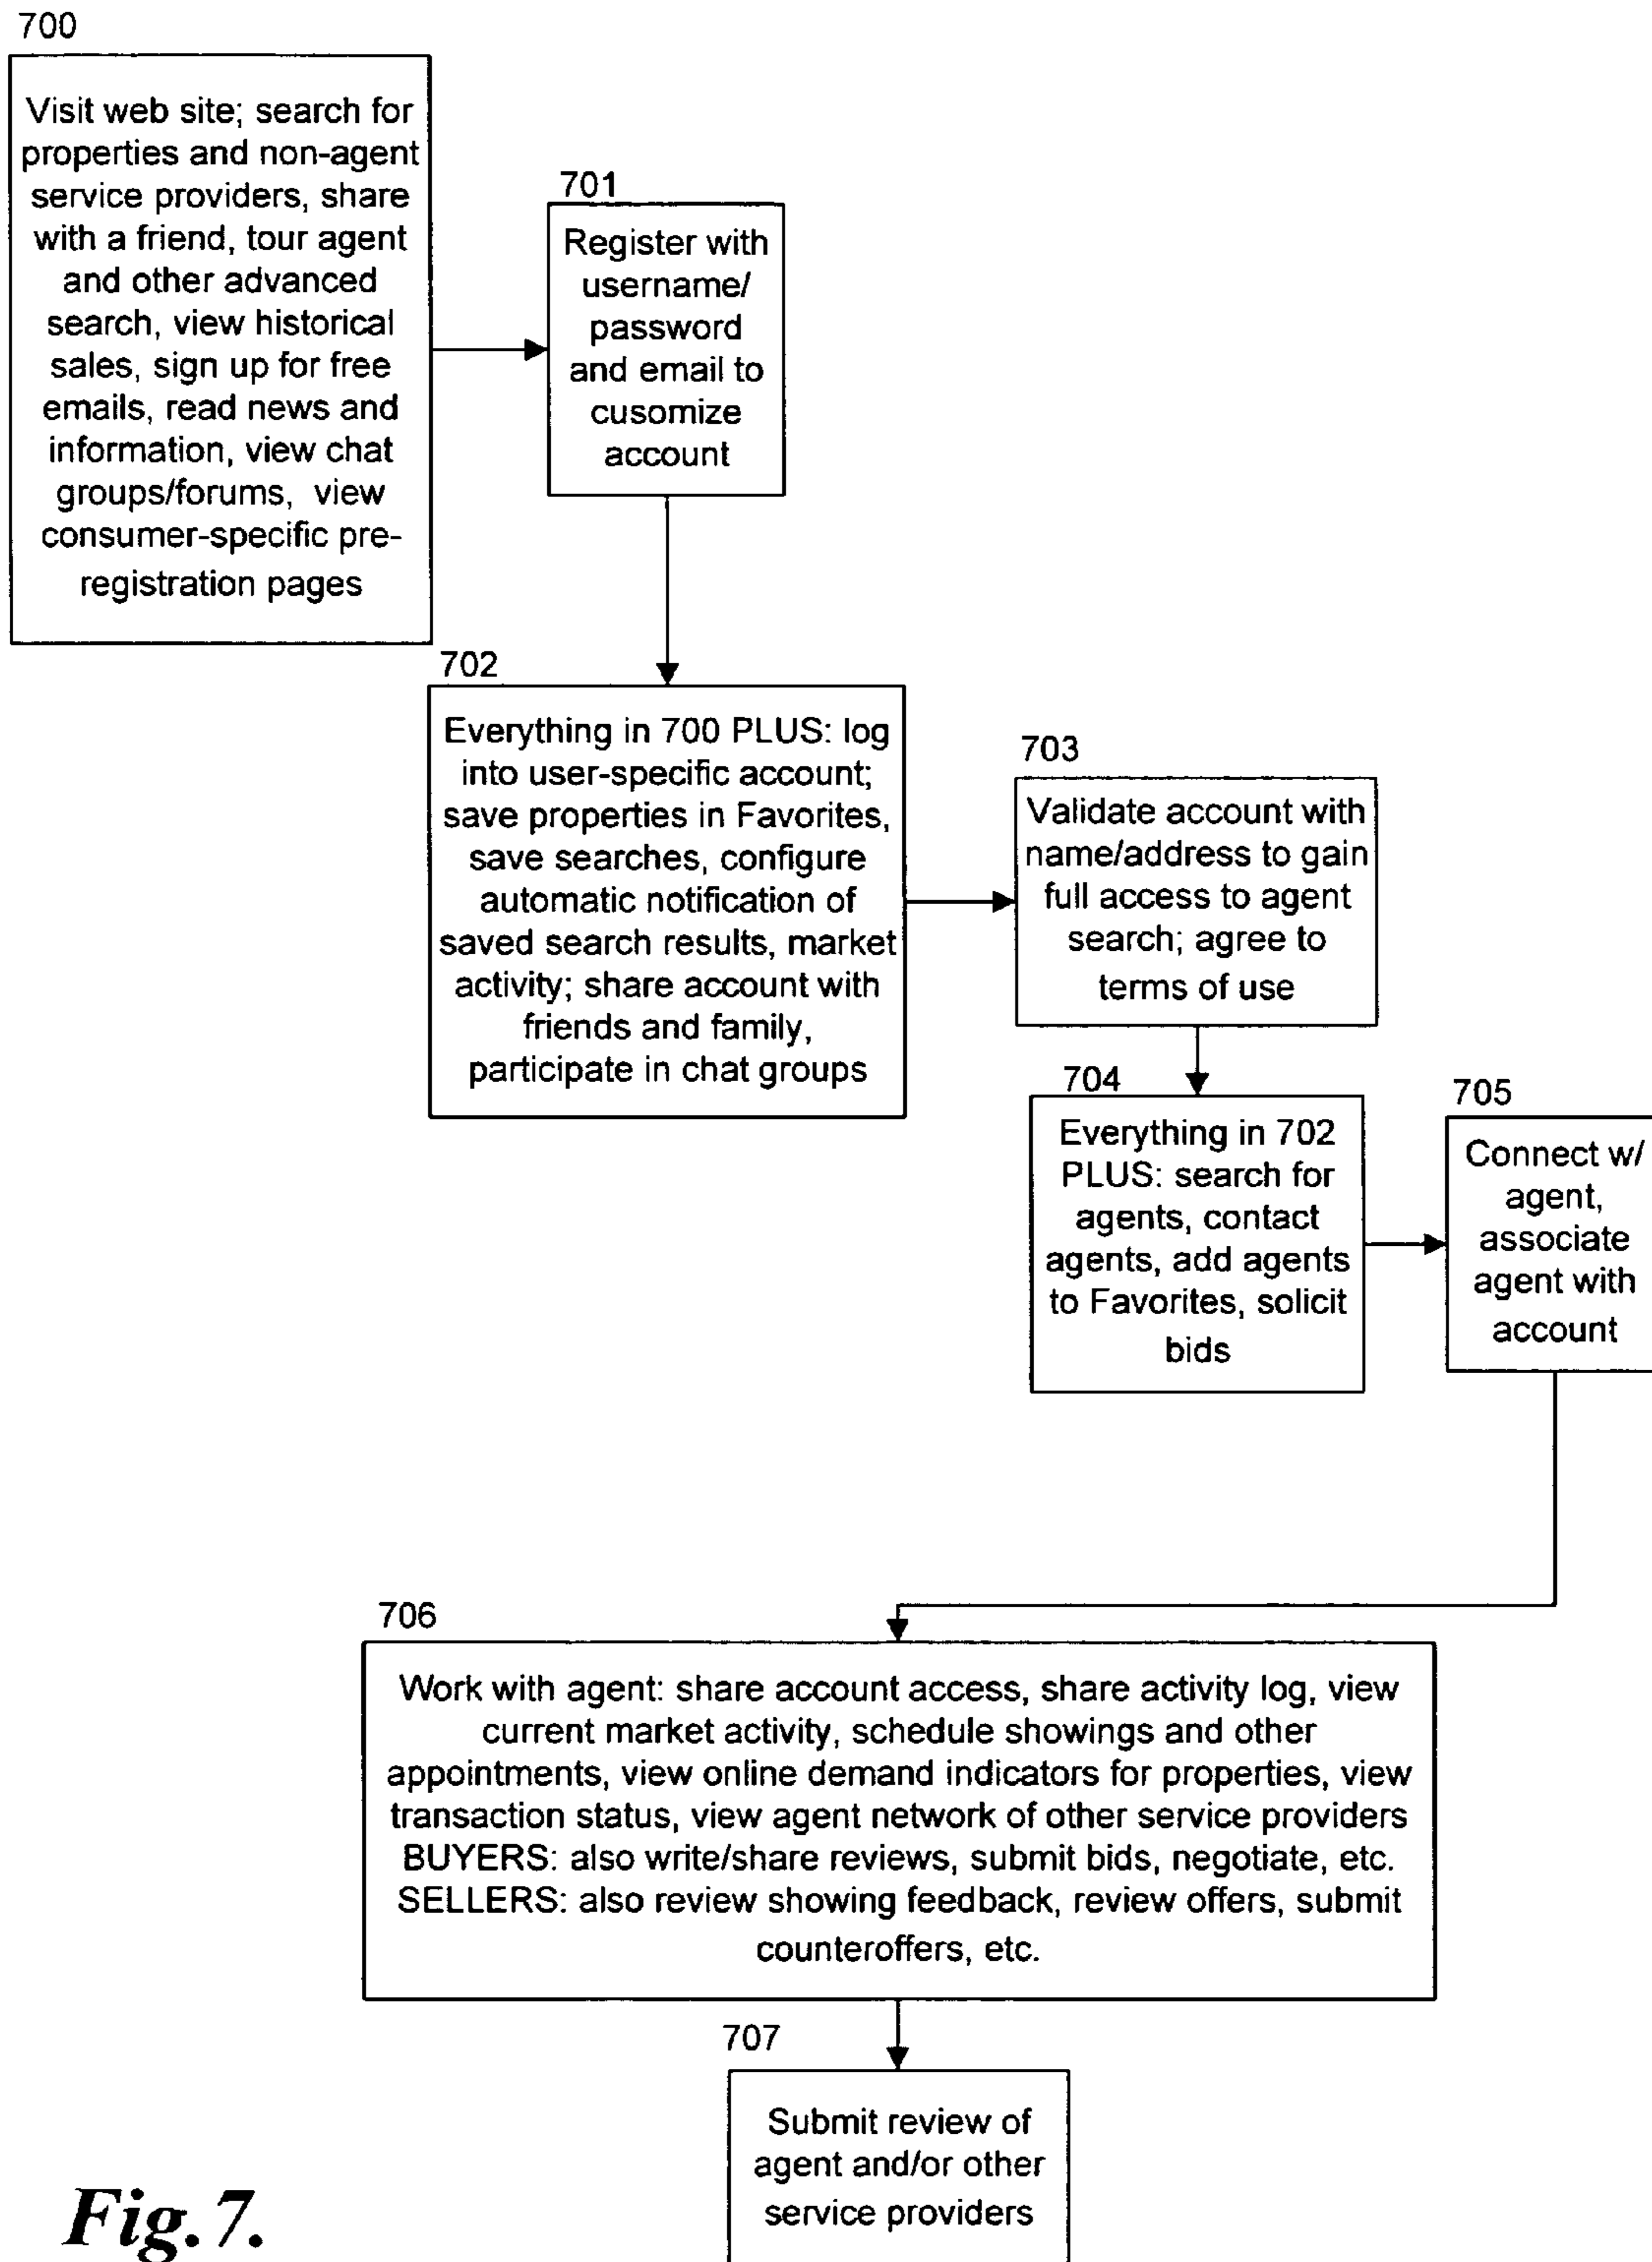 700
Visit web site; search for
properties and non-agent
service providers, share
with a friend, tour agent
and other advanced
search, view historical
sales, sign up for free
emails, read news and
information, view chat
groups/forums, view
consumer-specific pre-
registration pages
701
Register with
username/
password
and email to
cusomize
account
702
Everything in 700 PLUS: log
into user-specific account;
save properties in Favorites,
save searches, configure
automatic notification of
saved search results, market
activity; share account with
friends and family,
participate in chat groups
703
Validate account with
name/address to gain
full access to agent
search; agree to
terms of use
704
Everything in 702
PLUS: search for
agents, contact
agents, add agents
to Favorites, solicit
bids
705
Connect w/
agent,
associate
agent with
account
706
Work with agent: share account access, share activity log, view
current market activity, schedule showings and other
appointments, view online demand indicators for properties, view
transaction status, view agent network of other service providers
BUYERS: also write/share reviews, submit bids, negotiate, etc.
SELLERS: also review showing feedback, review offers, submit
counteroffers, etc.
707
Submit review of
agent and/or other
service providers
Fig. 7.